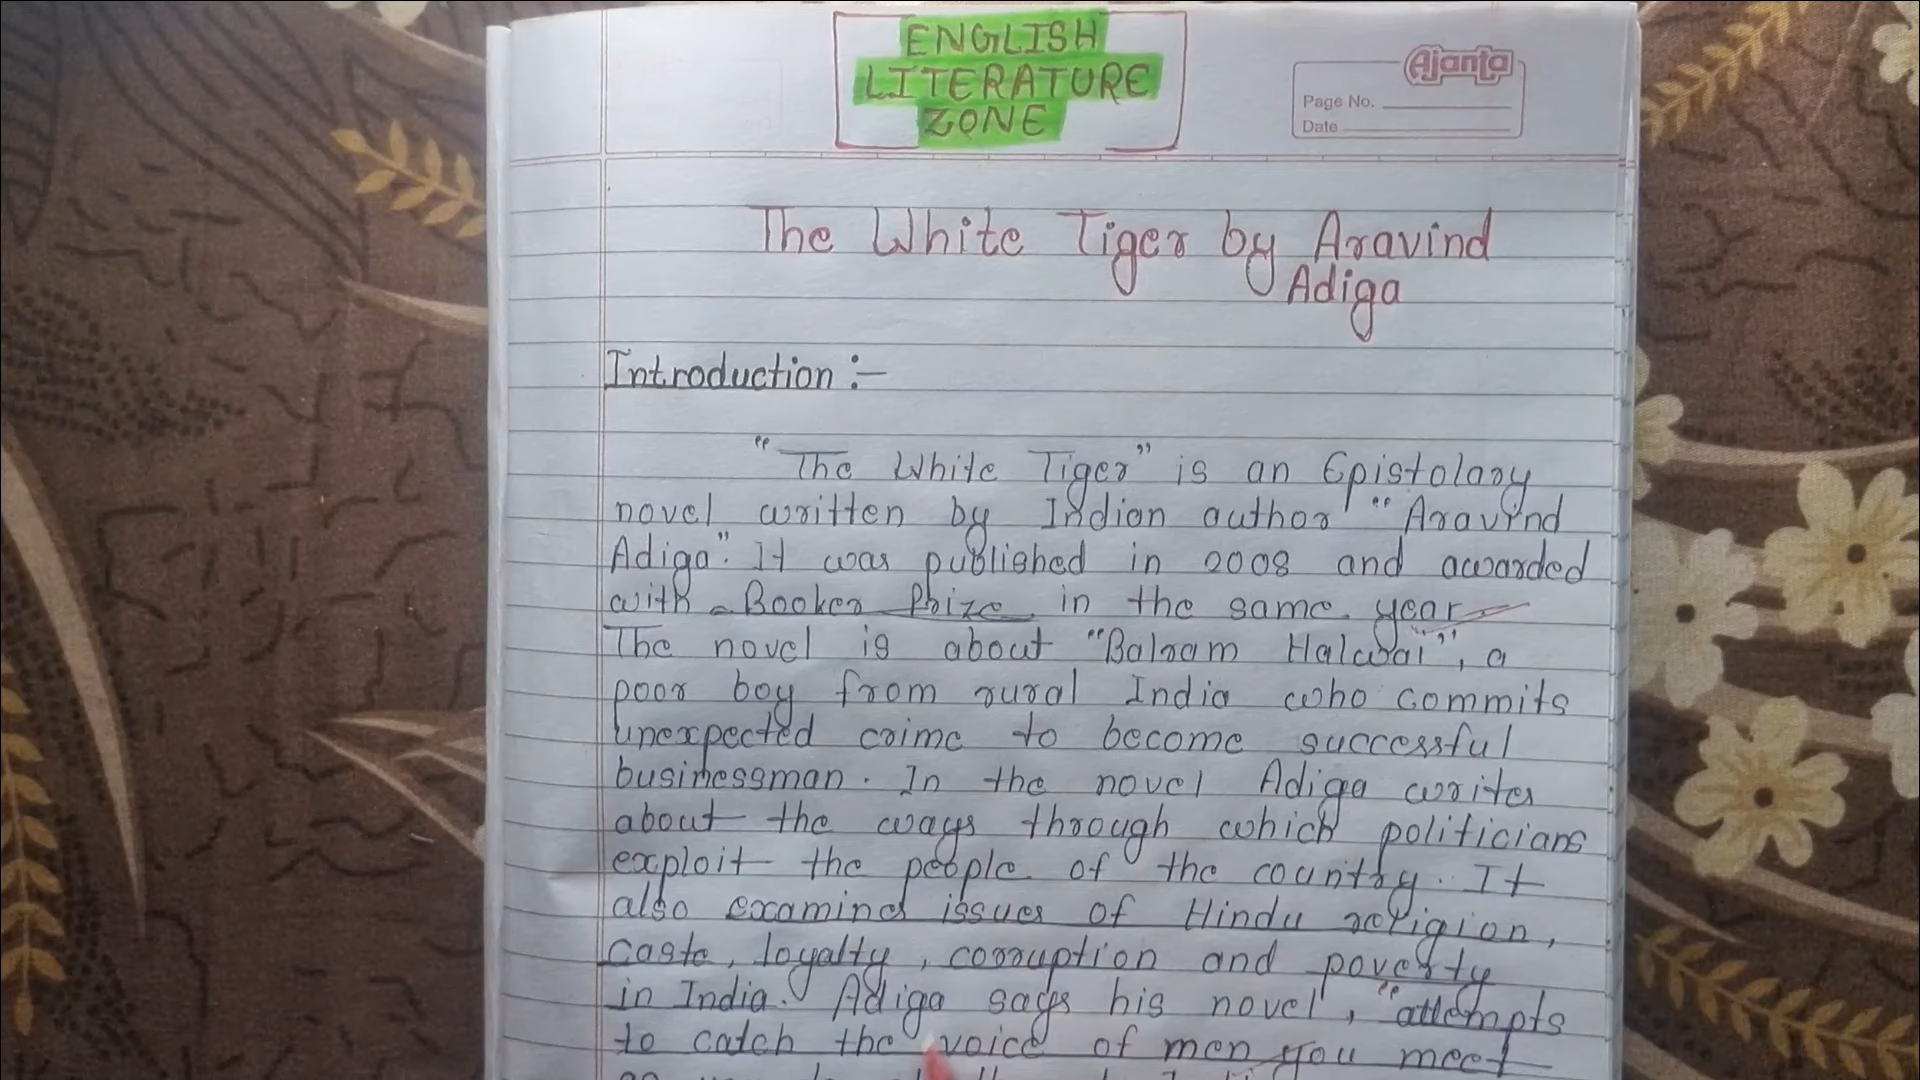 ENGLISH
LITERATURE
ZONE
Ajanta
Page No.
Date
The White Tiger by Aravind
Adiga
Introduction :-
"The White Tiger" is an Epistolary
novel written by Indian author "Aravind
Adiga". It was published in 2008 and awarded
with Booker Prize in the same year
The novel is about "Balram Halwai", a
poor boy from rural India who commits
unexpected crime to become successful
businessman. In the novel Adiga writes
about the ways through which politicians
exploit the people of the country. It
also examines issues of Hindu religion,
caste, loyalty, corruption and poverty
in India. Adiga says his novel, "attempts
to catch the voice of men you meet